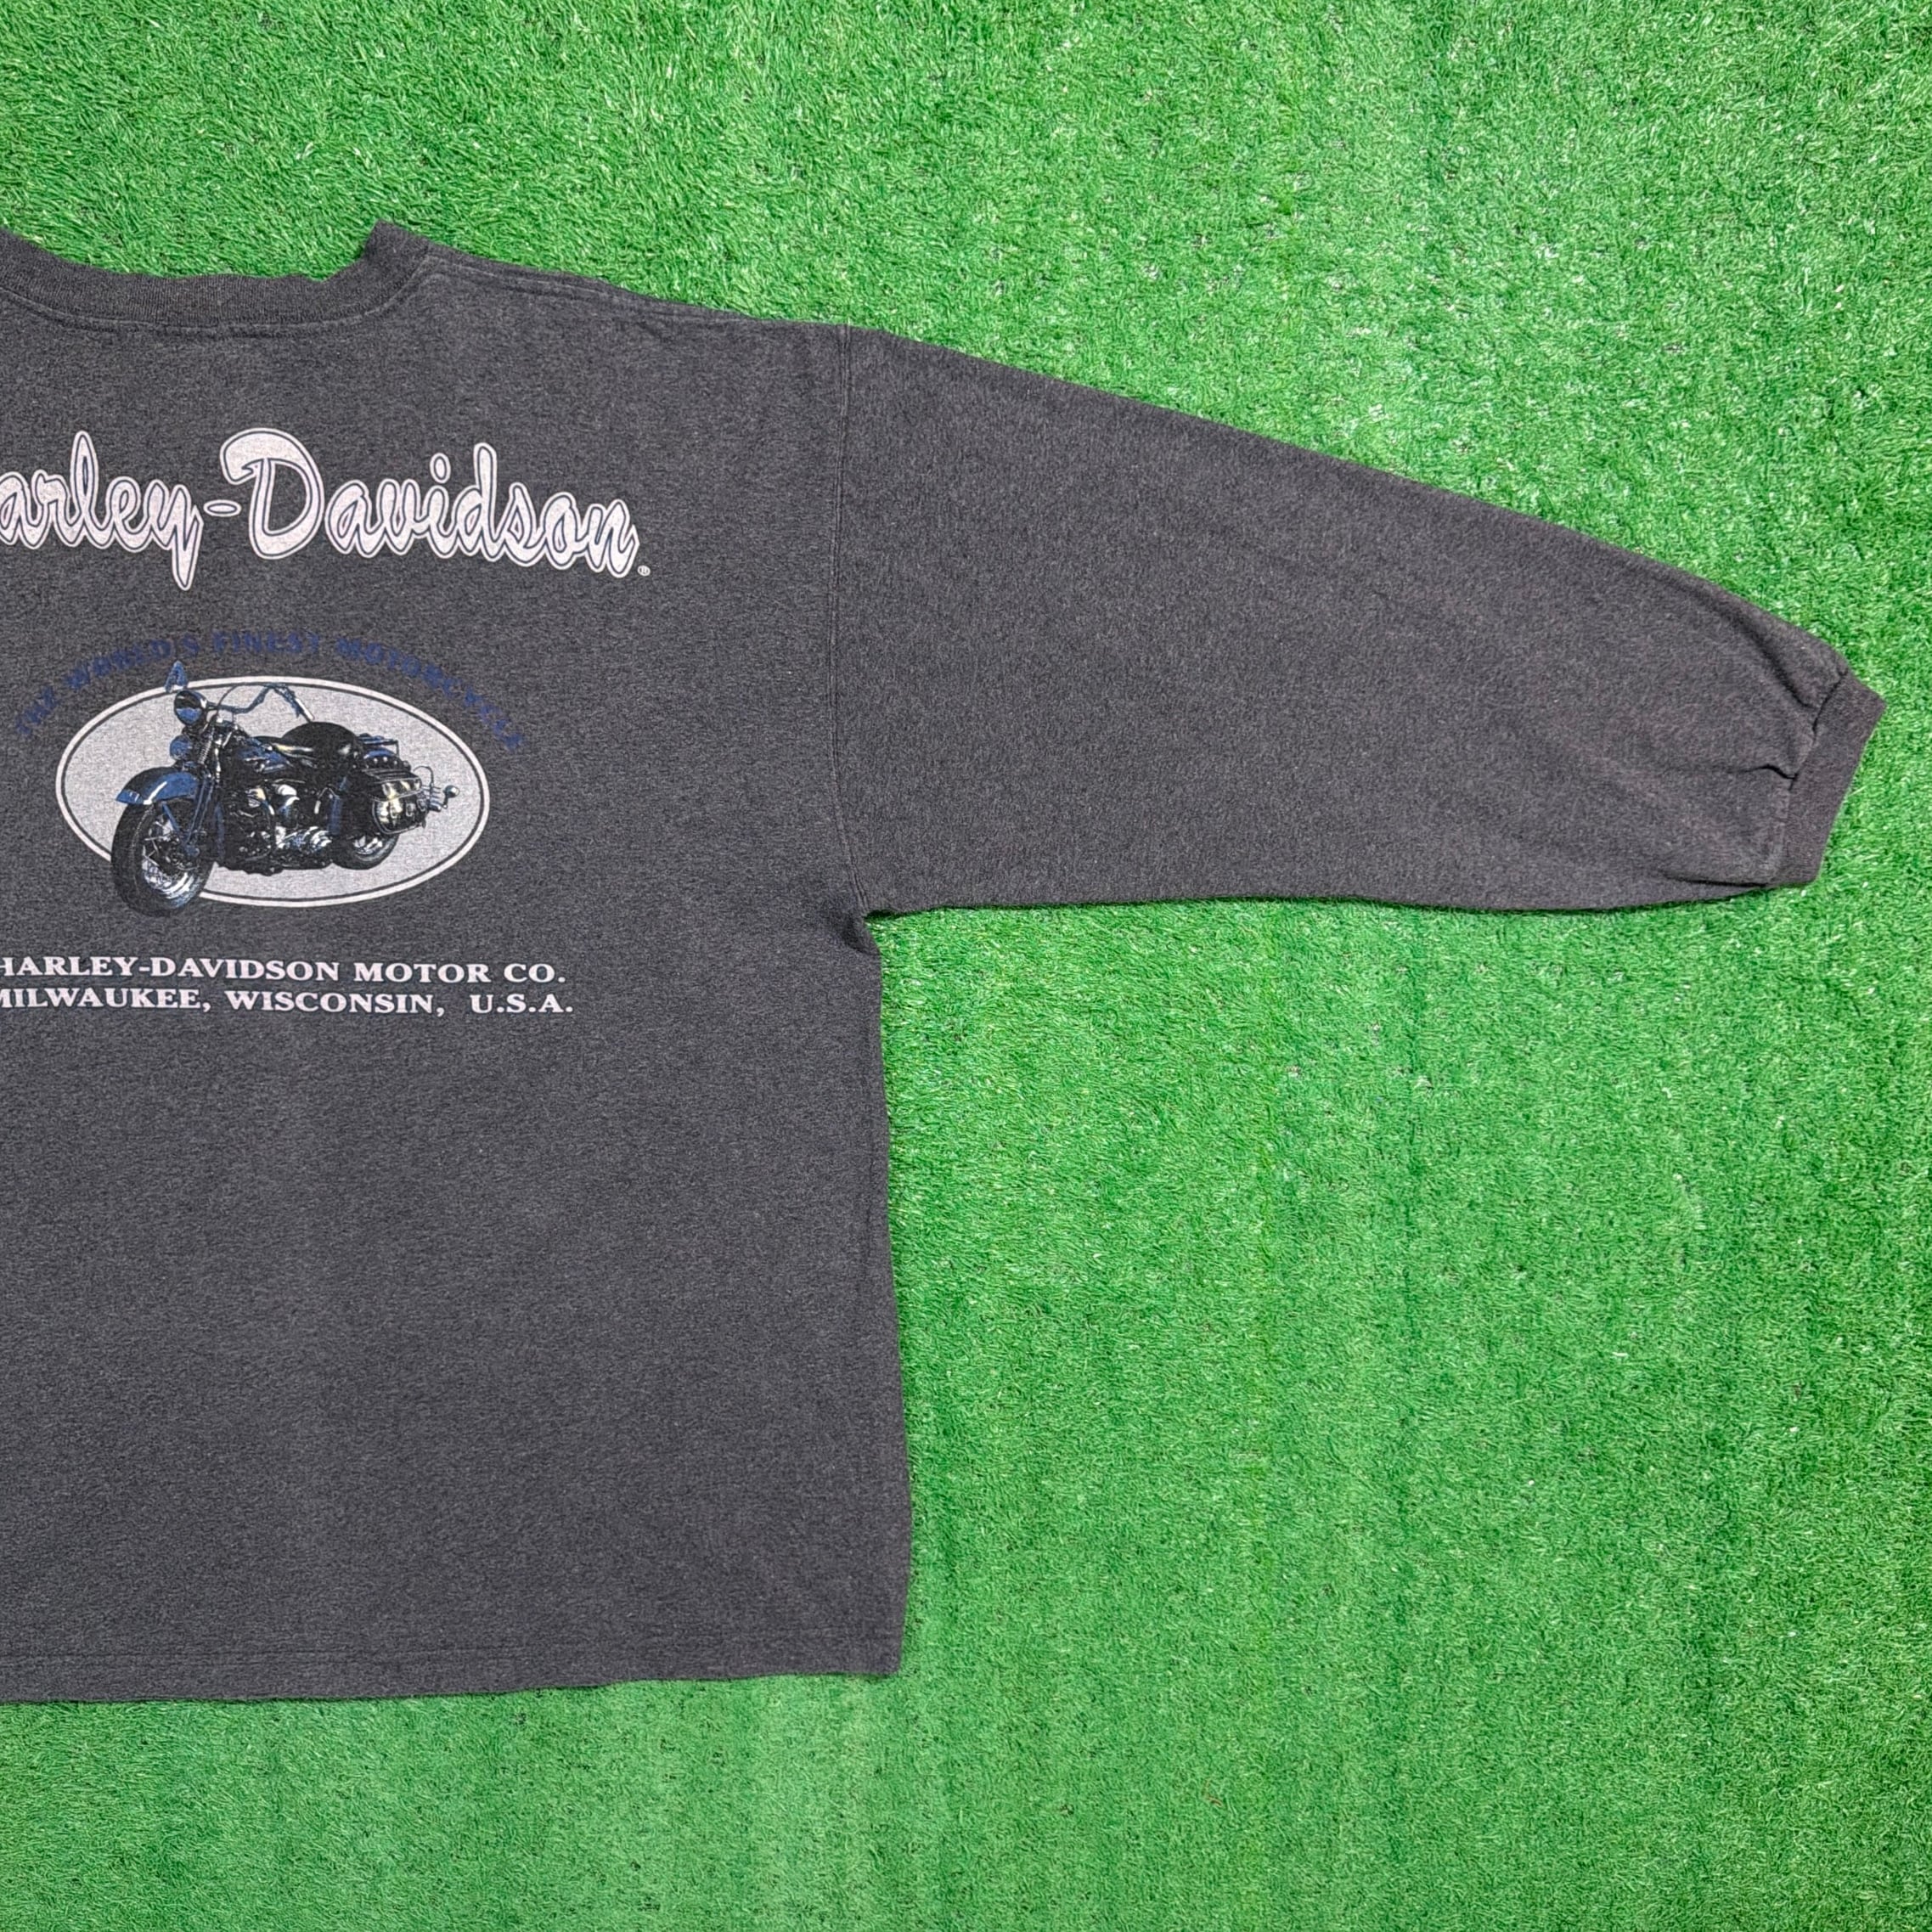 arley-Davidson®
THE WORLD'S FINEST MOTORCYCLE
HARLEY-DAVIDSON MOTOR CO.
MILWAUKEE, WISCONSIN, U.S.A.